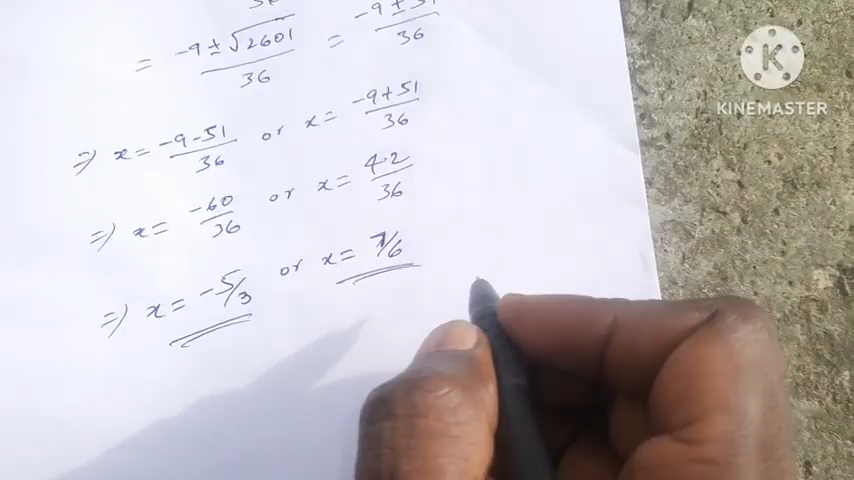 = -9 ± √2601 / 36 = -9 ± 51 / 36
⇒ x = -9-51 / 36 or x = -9+51 / 36
⇒ x = -60 / 36 or x = 42 / 36
⇒ x = -5/3 or x = 7/6
KINEMASTER